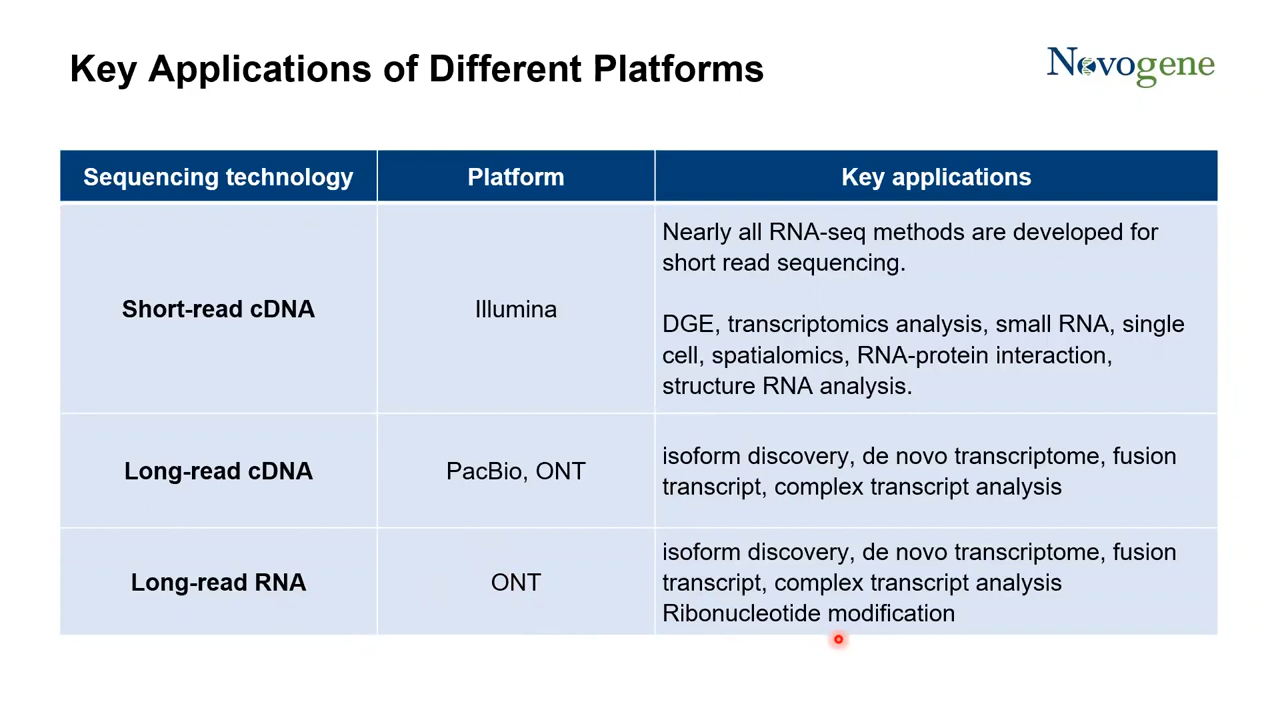 Key Applications of Different Platforms
Novogene
Sequencing technology
Platform
Key applications
Short-read cDNA
Illumina
Nearly all RNA-seq methods are developed for
short read sequencing.
DGE, transcriptomics analysis, small RNA, single
cell, spatialomics, RNA-protein interaction,
structure RNA analysis.
Long-read cDNA
PacBio, ONT
isoform discovery, de novo transcriptome, fusion
transcript, complex transcript analysis
Long-read RNA
ONT
isoform discovery, de novo transcriptome, fusion
transcript, complex transcript analysis
Ribonucleotide modification